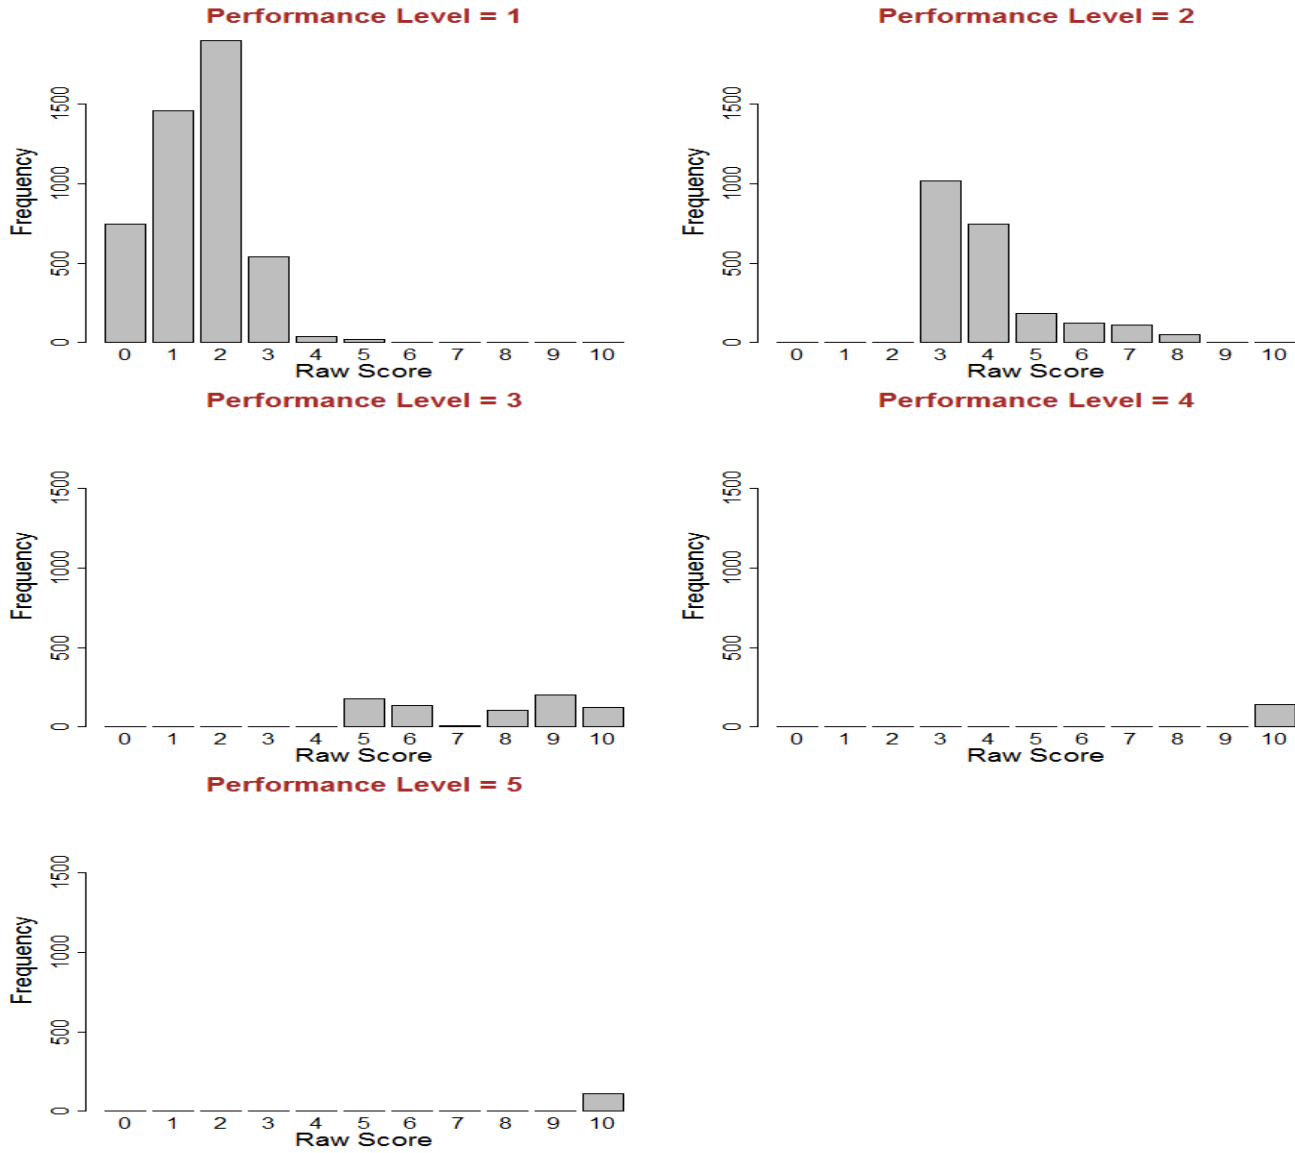 Performance Level = 1
Frequency
0 500 1000 1500
0 1 2 3 4 5 6 7 8 9 10
Raw Score
Performance Level = 2
Frequency
0 500 1000 1500
0 1 2 3 4 5 6 7 8 9 10
Raw Score
Performance Level = 3
Frequency
0 500 1000 1500
0 1 2 3 4 5 6 7 8 9 10
Raw Score
Performance Level = 4
Frequency
0 500 1000 1500
0 1 2 3 4 5 6 7 8 9 10
Raw Score
Performance Level = 5
Frequency
0 500 1000 1500
0 1 2 3 4 5 6 7 8 9 10
Raw Score